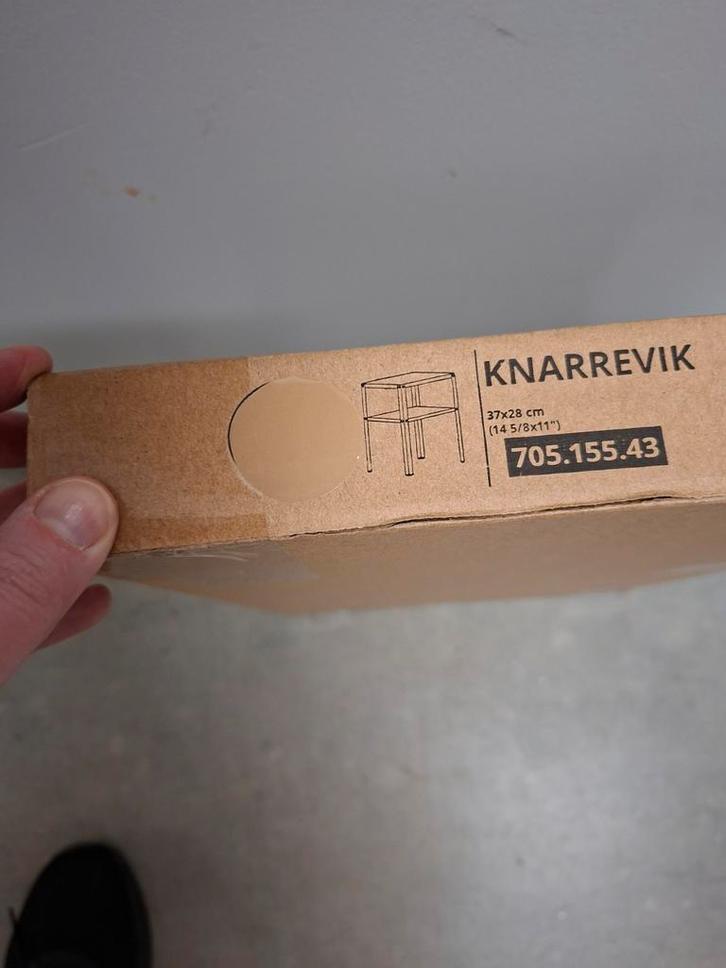 KNARREVIK
37x28 cm
(14 5/8x11")
705.155.43